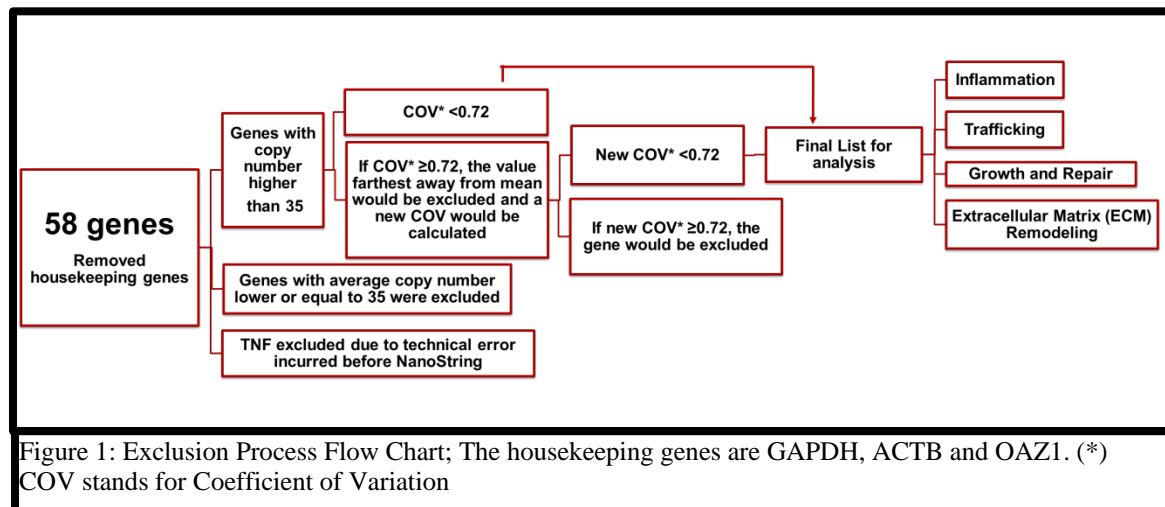 58 genes
Removed
housekeeping genes
Genes with
copy
number
higher
than 35
Genes with average copy number
lower or equal to 35 were excluded
TNF excluded due to technical error
incurred before NanoString
COV* <0.72
If COV* ≥0.72, the value
farthest away from mean
would be excluded and a
new COV would be
calculated
New COV* <0.72
If new COV* ≥0.72, the
gene would be excluded
Final List for
analysis
Inflammation
Trafficking
Growth and Repair
Extracellular Matrix (ECM)
Remodeling
Figure 1: Exclusion Process Flow Chart; The housekeeping genes are GAPDH, ACTB and OAZ1. (*)
COV stands for Coefficient of Variation